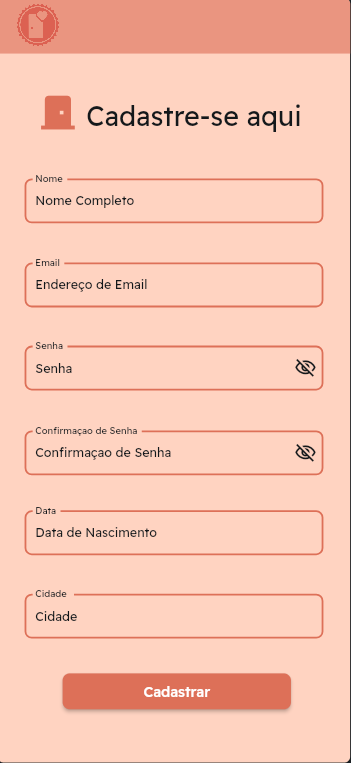 Cadastre-se aqui
Nome
Nome Completo
Email
Endereço de Email
Senha
Senha
Confirmaçao de Senha
Confirmaçao de Senha
Data
Data de Nascimento
Cidade
Cidade
Cadastrar